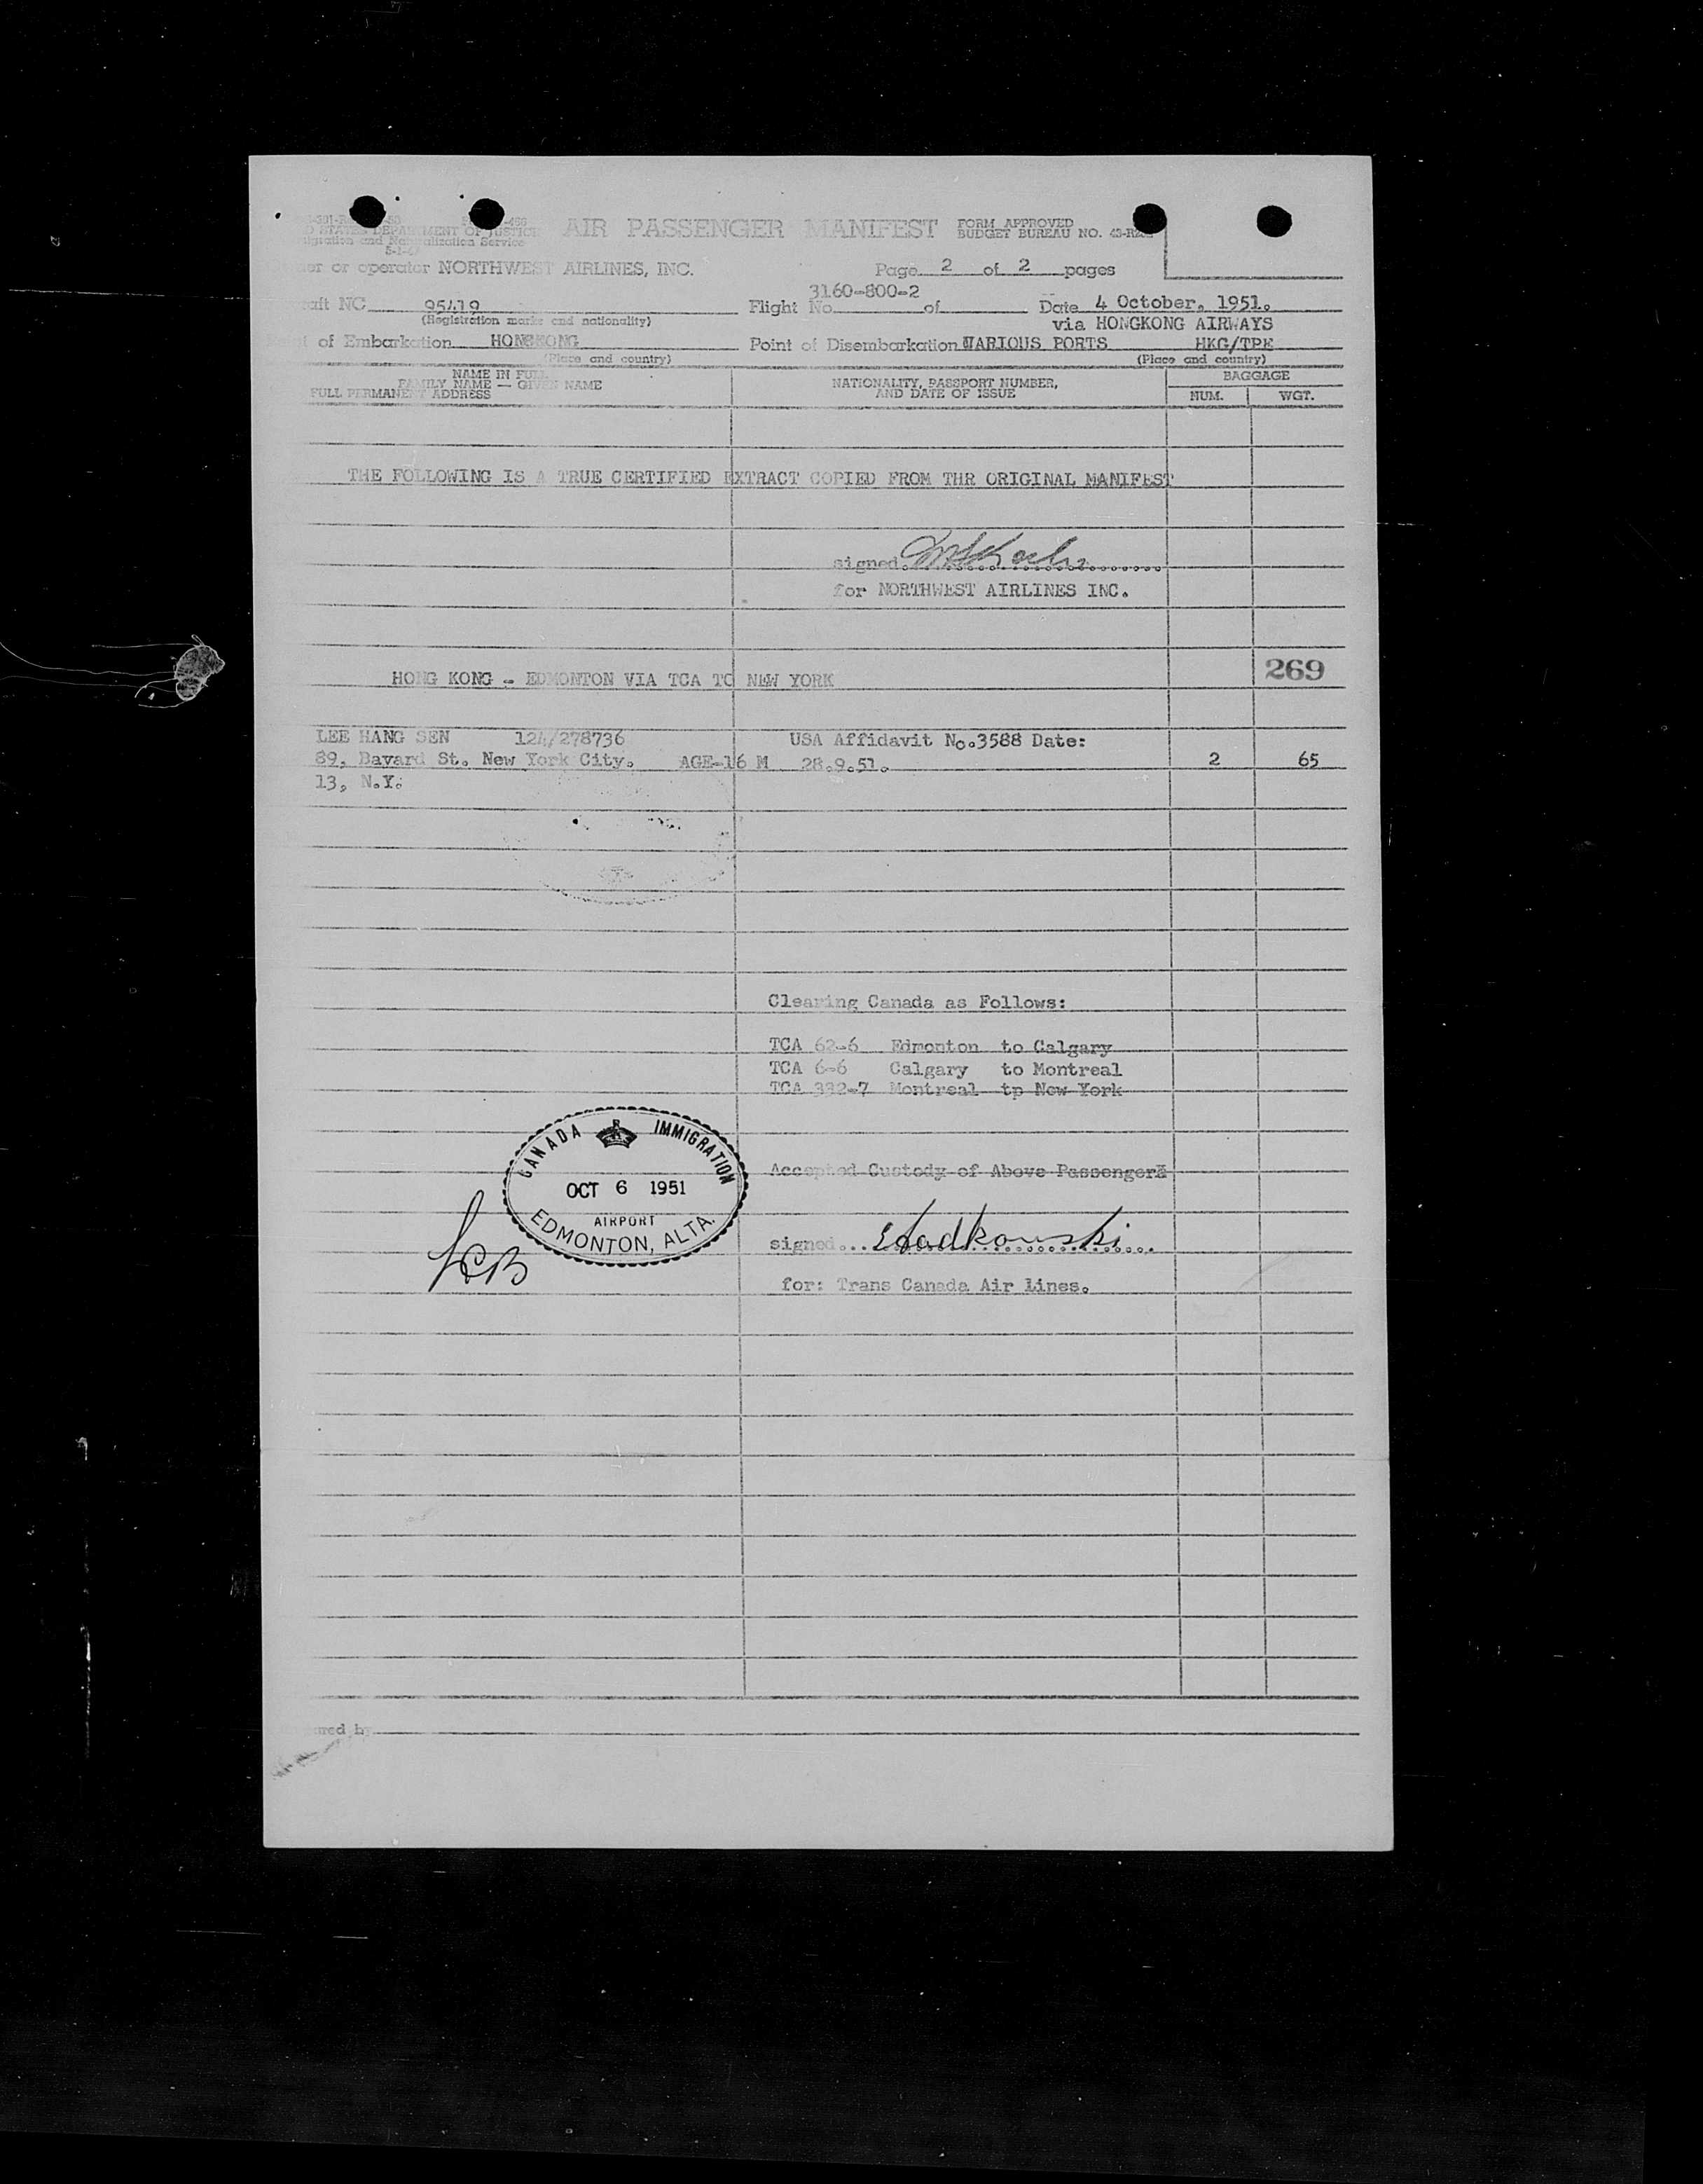 AIR PASSENGER MANIFEST FORM APPROVED
BUDGET BUREAU NO.
STATES DEPARTMENT OF JUSTICE
Naturalization Service
or operator NORTHWEST AIRLINES, INC. Page 2 of 2 pages
3160-800-2
NC 95419 Flight No. of Date 4 October, 1951.
(Registration marks and nationality) via HONGKONG AIRWAYS
of Embarkation HONGKONG Point of Disembarkation VARIOUS PORTS HKG/TPE
(Place and country) (Place and country)
NAME IN FULL BAGGAGE
FAMILY NAME — GIVEN NAME NATIONALITY, PASSPORT NUMBER,
FULL PERMANENT ADDRESS AND DATE OF ISSUE NUM. WGT.
THE FOLLOWING IS A TRUE CERTIFIED EXTRACT COPIED FROM THR ORIGINAL MANIFEST
signed
for NORTHWEST AIRLINES INC.
269
HONG KONG - EDMONTON VIA TCA TO NEW YORK
LEE HANG SEN 124/278736 USA Affidavit No.3588 Date:
89, Bayard St. New York City. AGE-16 M 28.9.51. 2 65
13, N.Y.
Clearing Canada as Follows:
TCA 62-6 Edmonton to Calgary
TCA 6-6 Calgary to Montreal
TCA 332-7 Montreal tp New York
CANADA IMMIGRATION
OCT 6 1951
AIRPORT
EDMONTON, ALTA.
Accepted Custody of Above Passengers
signed
for: Trans Canada Air Lines.
by